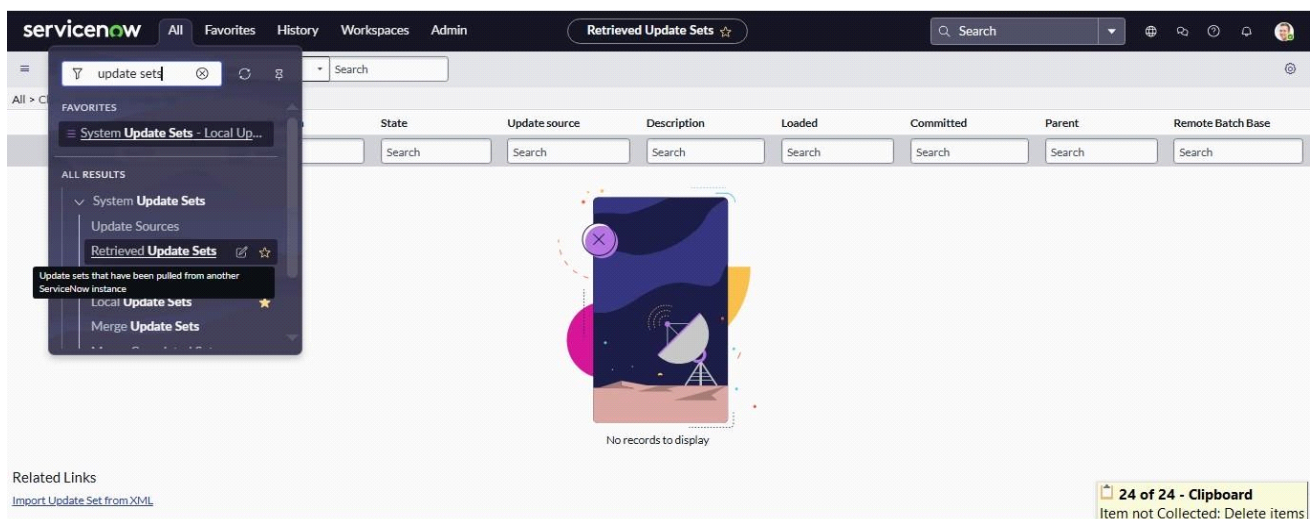 servicenow All Favorites History Workspaces Admin Retrieved Update Sets Search
update sets Search
All >
FAVORITES
System Update Sets - Local Up...
State Update source Description Loaded Committed Parent Remote Batch Base
Search Search Search Search Search Search Search
ALL RESULTS
System Update Sets
Update Sources
Retrieved Update Sets
Update sets that have been pulled from another
ServiceNow instance
Local Update Sets
Merge Update Sets
No records to display
Related Links
Import Update Set from XML
24 of 24 - Clipboard
Item not Collected: Delete items